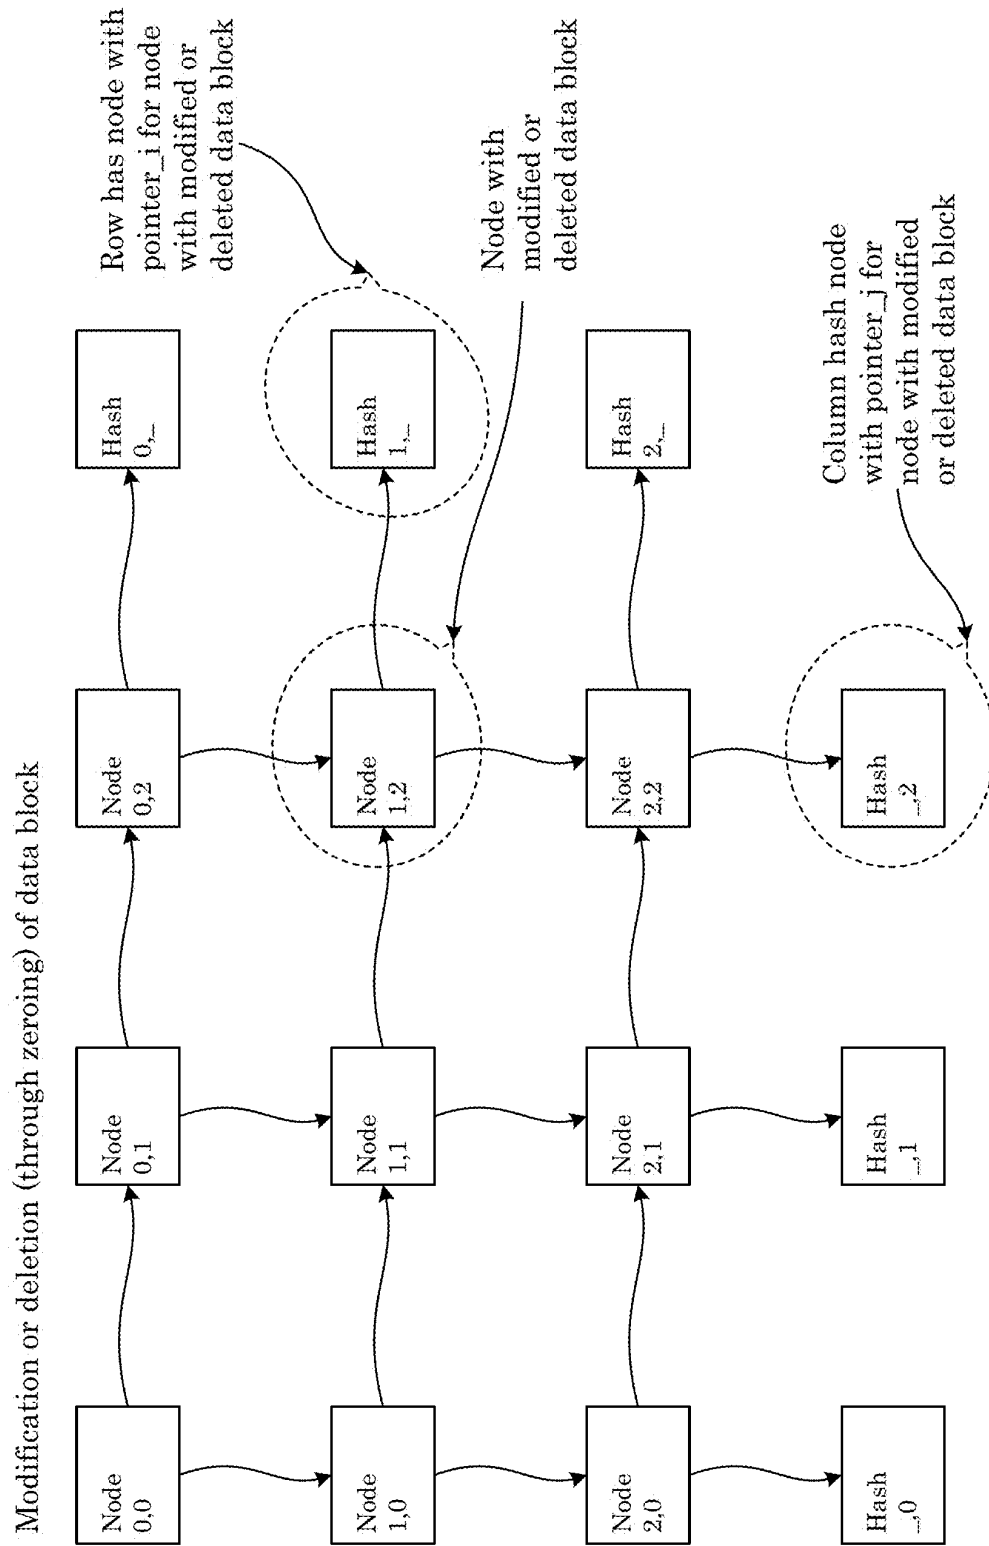 Modification or deletion (through zeroing) of data block
Node
0,0
Node
0,1
Node
0,2
Hash
0,_
Row has node with
pointer_i for node
with modified or
deleted data block
Node
1,0
Node
1,1
Node
1,2
Hash
1,_
Node with
modified or
deleted data block
Node
2,0
Node
2,1
Node
2,2
Hash
2,_
Hash
_,0
Hash
_,1
Hash
_,2
Column hash node
with pointer_j for
node with modified
or deleted data block